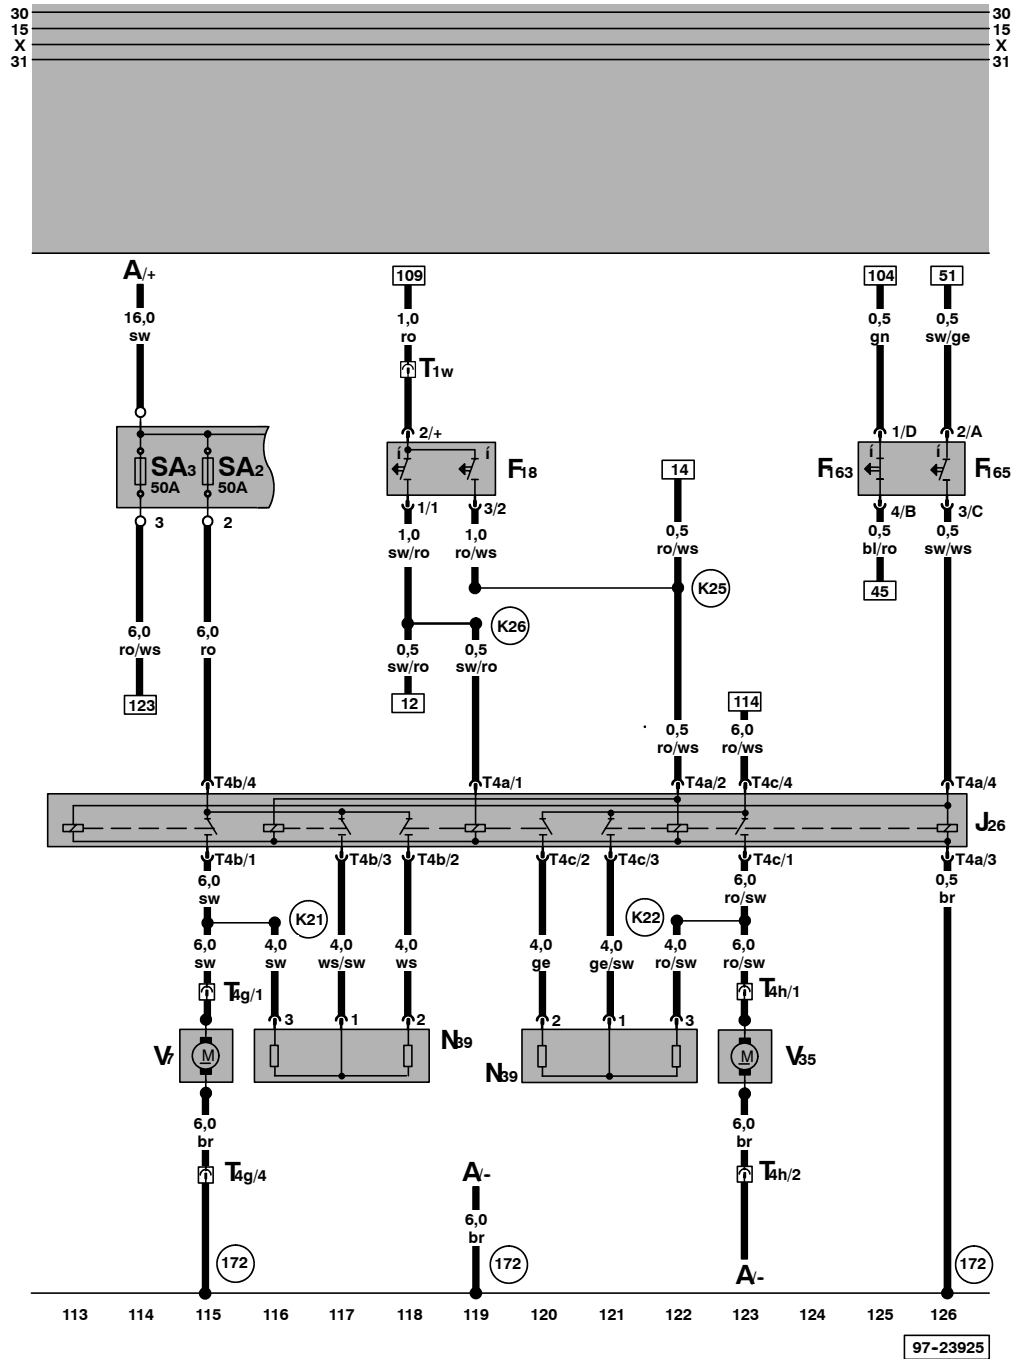 30 30
15 15
X X
31 31
A/+ 109 104 51
16,0 1,0 0,5 0,5
sw ro gn sw/ge
T1w
2/+ 1/D 2/A
SA3 SA2 F18 14 F163 F165
50A 50A
í í í í
3 2 1/1 3/2 4/B 3/C
1,0 1,0 0,5 0,5 0,5
sw/ro ro/ws ro/ws bl/ro sw/ws
K25 45
K26
6,0 6,0 0,5 0,5
ro/ws ro sw/ro sw/ro
123 12 114
0,5 6,0
ro/ws ro/ws
T4b/4 T4a/1 T4a/2 T4c/4 T4a/4
J26
T4b/1 T4b/3 T4b/2 T4c/2 T4c/3 T4c/1 T4a/3
6,0 6,0 0,5
sw ro/sw br
K21 K22
6,0 4,0 4,0 4,0 4,0 4,0 4,0 6,0
sw sw ws/sw ws ge ge/sw ro/sw ro/sw
T4g/1 T4h/1
3 1 2 2 1 3
V7 M N39 N39 M V35
6,0 6,0
br br
T4g/4 A/- T4h/2
6,0
br
172 172 A/- 172
113 114 115 116 117 118 119 120 121 122 123 124 125 126
97-23925